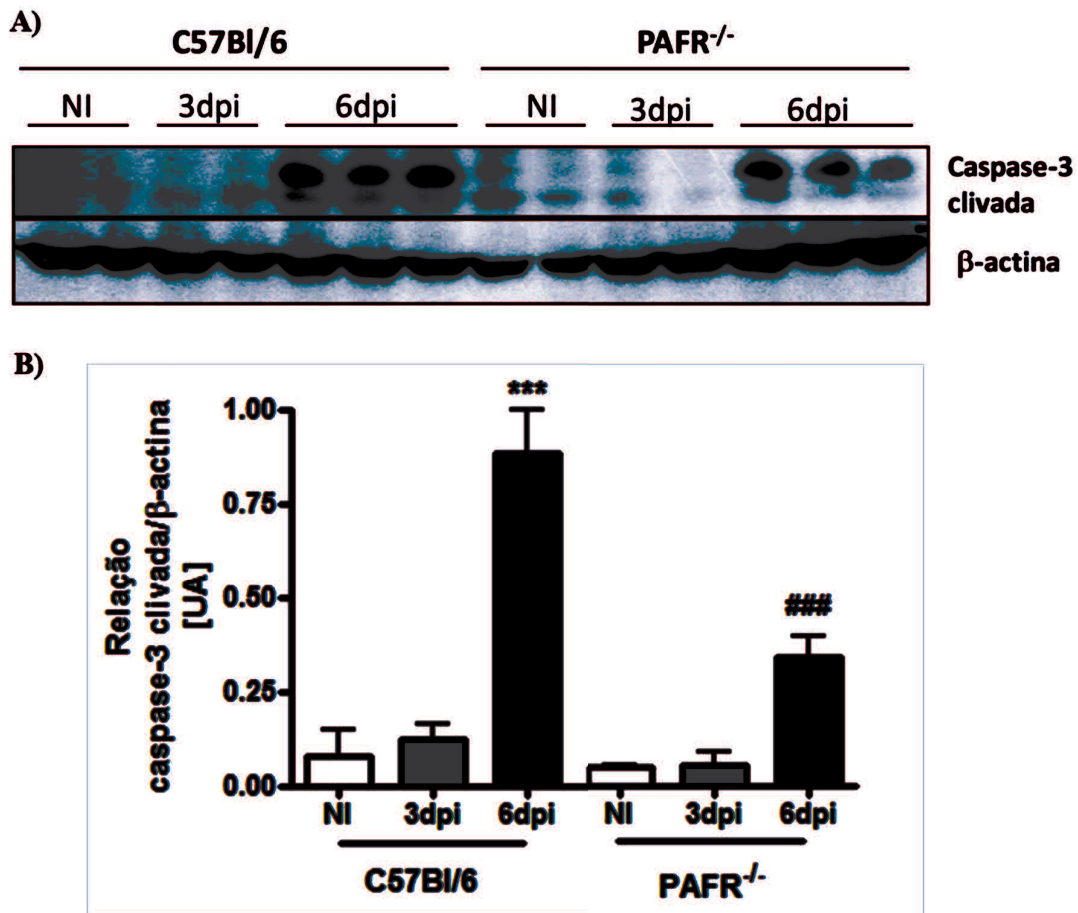 A)
C57Bl/6 PAFR-/-
NI 3dpi 6dpi NI 3dpi 6dpi
Caspase-3
clivada
β-actina
B)
Relação
caspase-3 clivada/β-actina
[UA]
1.00
0.75
0.50
0.25
0.00
***
###
NI 3dpi 6dpi NI 3dpi 6dpi
C57Bl/6 PAFR-/-